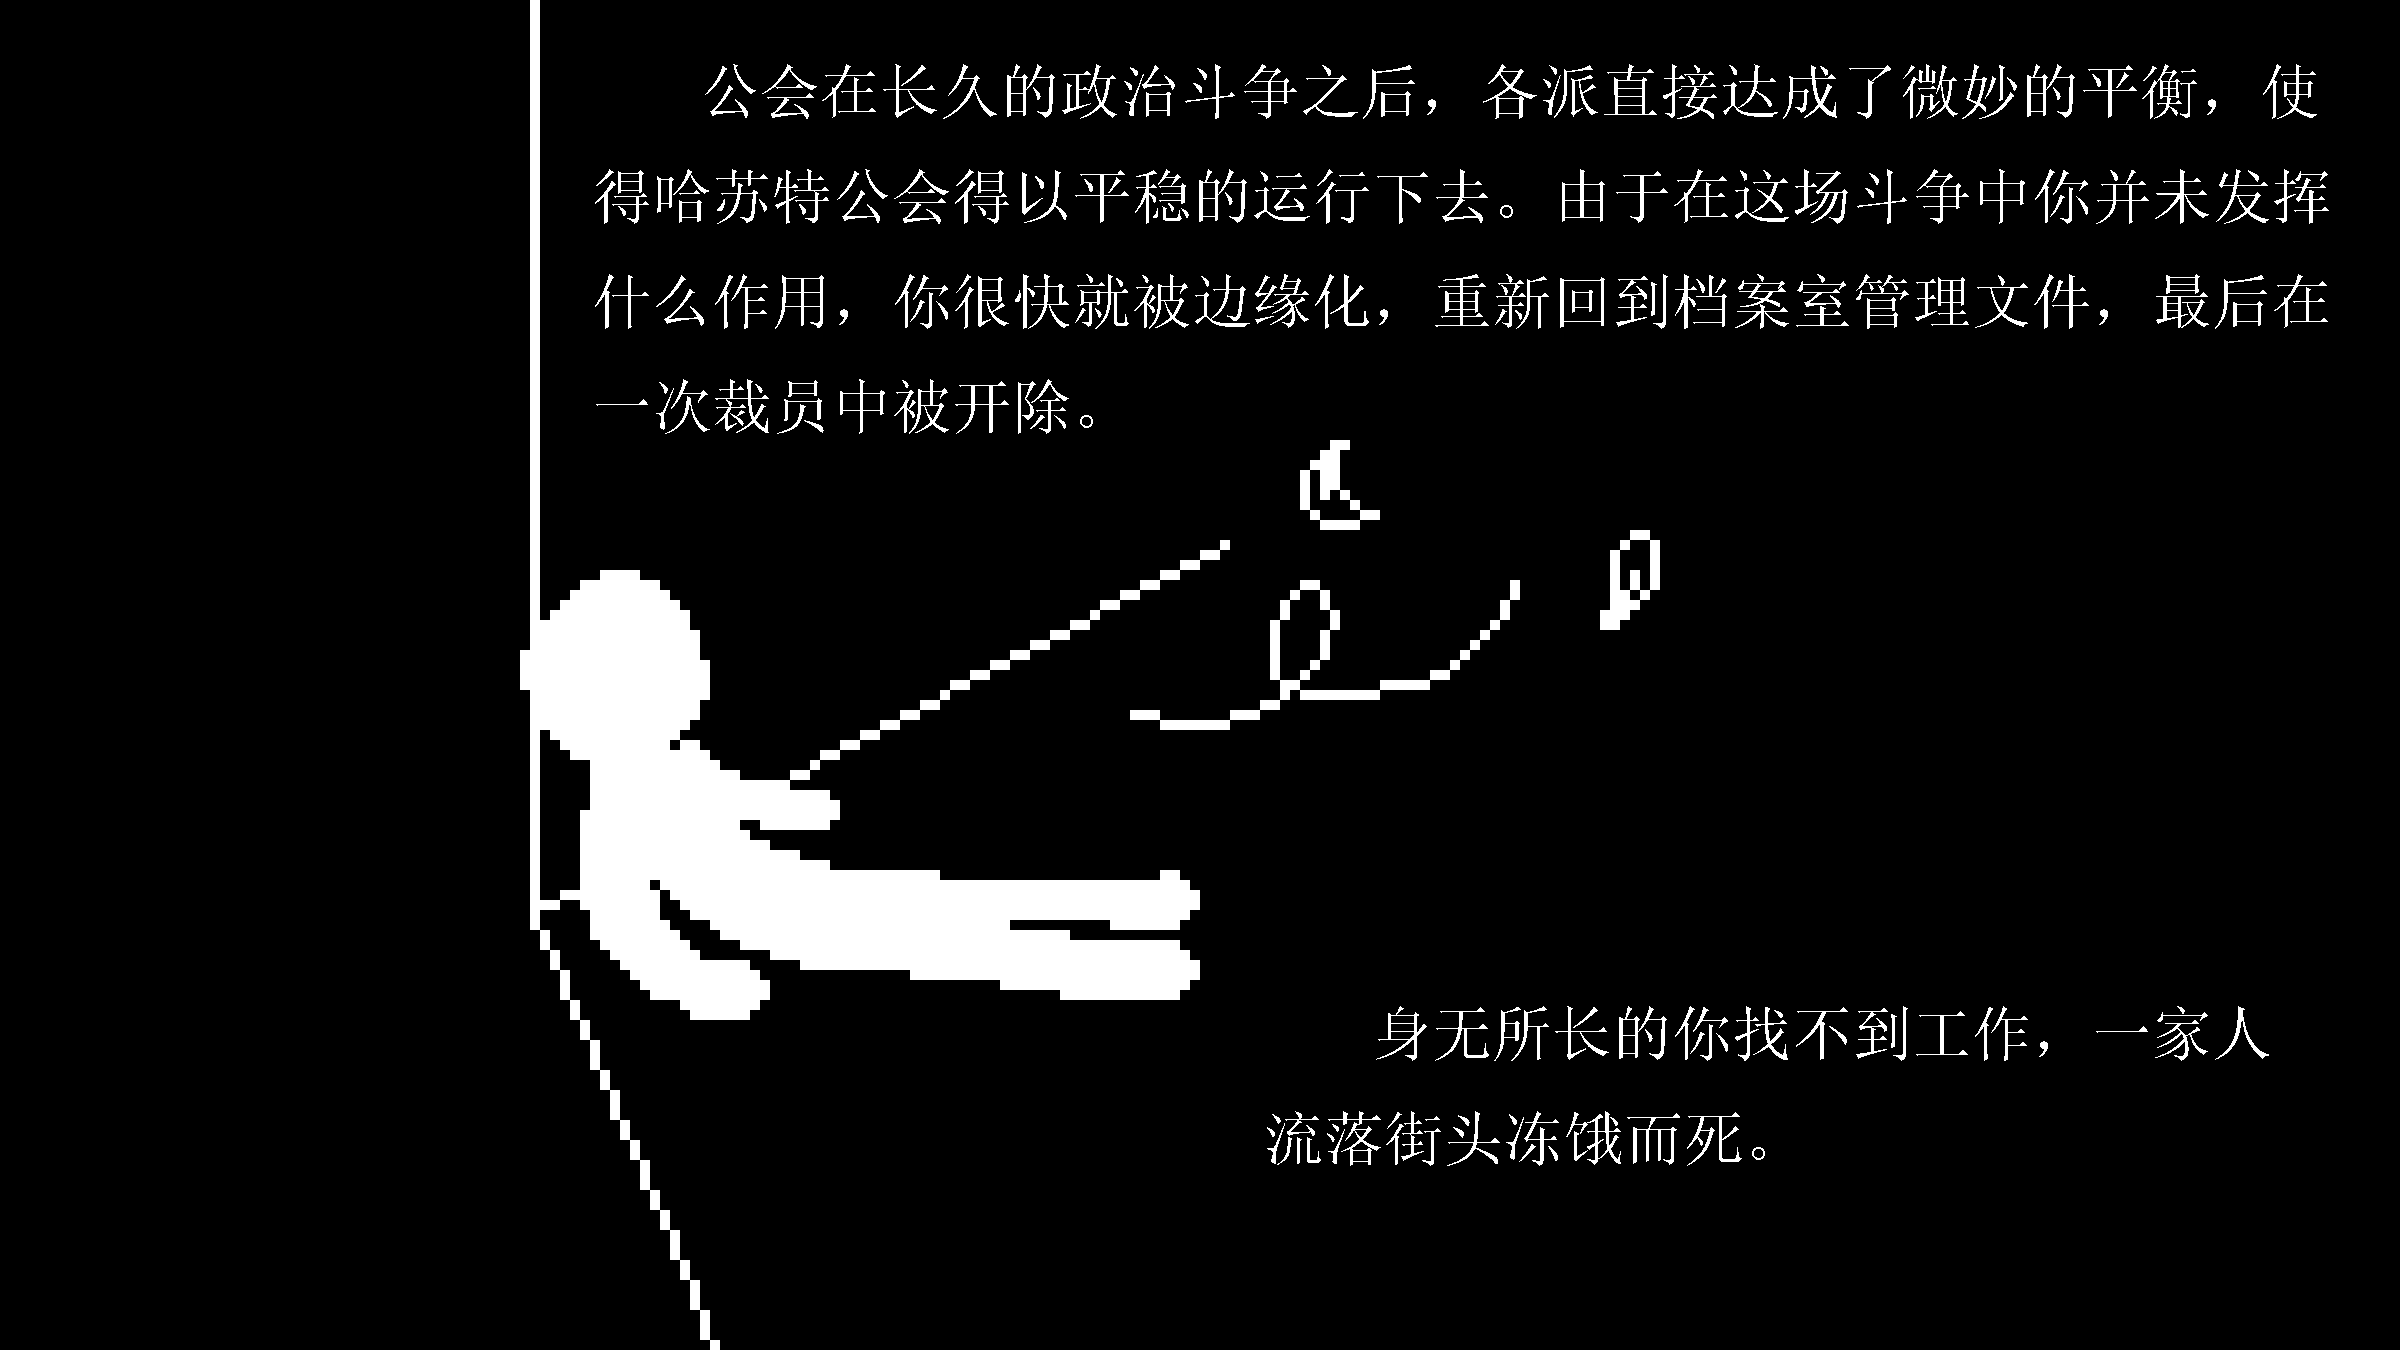 公会在长久的政治斗争之后，各派直接达成了微妙的平衡，使
得哈苏特公会得以平稳的运行下去。由于在这场斗争中你并未发挥
什么作用，你很快就被边缘化，重新回到档案室管理文件，最后在
一次裁员中被开除。
身无所长的你找不到工作，一家人
流落街头冻饿而死。